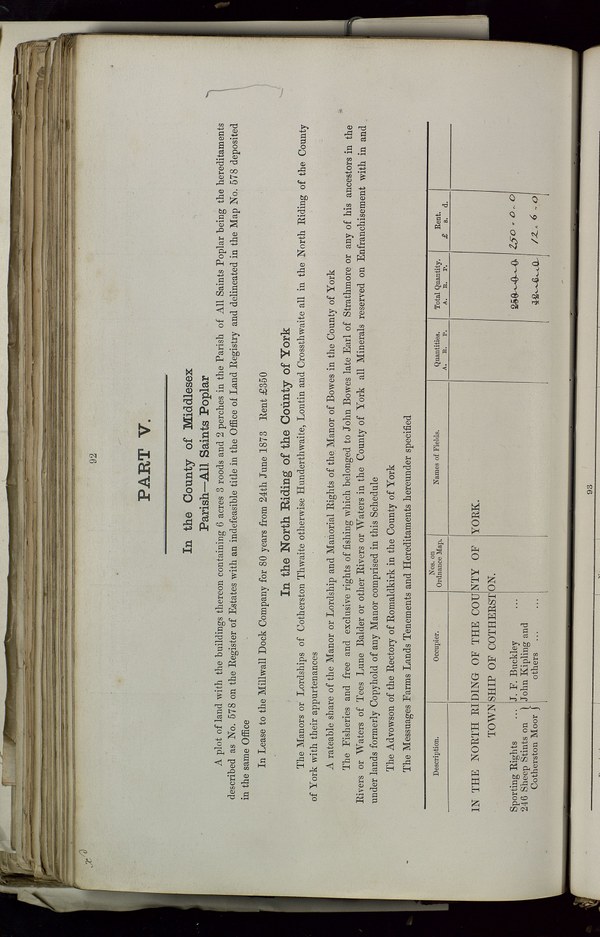 92
PART V.
In the County of Middlesex
Parish—All Saints Poplar
A plot of land with the buildings thereon containing 6 acres 3 roods and 2 perches in the Parish of All Saints Poplar being the hereditaments
described as No. 578 on the Register of Estates with an indefeasible title in the Office of Land Registry and delineated in the Map No. 578 deposited
in the same Office
In Lease to the Millwall Dock Company for 80 years from 24th June 1873 Rent £350
In the North Riding of the County of York
The Manors or Lordships of Cotherston Thwaite otherwise Hunderthwaite, Lontin and Crossthwaite all in the North Riding of the County
of York with their appurtenances
A rateable share of the Manor or Lordship and Manorial Rights of the Manor of Bowes in the County of York
The Fisheries and free and exclusive rights of fishing which belonged to John Bowes late Earl of Strathmore or any of his ancestors in the
Rivers or Waters of Tees Lune Balder or other Rivers or Waters in the County of York all Minerals reserved on Enfranchisement with in and
under lands formerly Copyhold of any Manor comprised in this Schedule
The Advowson of the Rectory of Romaldkirk in the County of York
The Messuages Farms Lands Tenements and Hereditaments hereunder specified
Description. Occupier. Nos. on Ordnance Map. Names of Fields. Quantities. Total Quantity. Rent.
A. R. P. A. R. P. £ s. d.
IN THE NORTH RIDING OF THE COUNTY OF YORK.
TOWNSHIP OF COTHERSTON.
Sporting Rights ... J. F. Buckley ... 250-0-0 250-0-0
246 Sheep Stints on } John Kipling and
Cotherston Moor } others ... ... 12-6-0 12-6-0
93